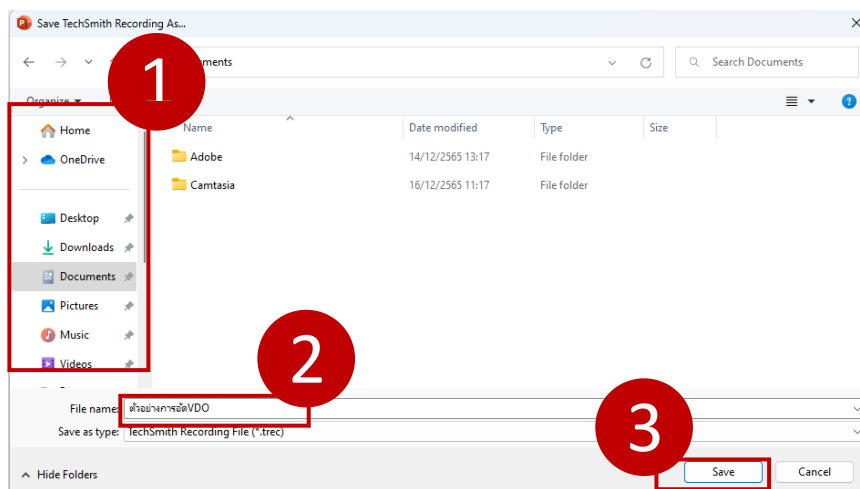 Save TechSmith Recording As...
Search Documents
Name Date modified Type Size
Home
OneDrive
Adobe 14/12/2565 13:17 File folder
Camtasia 16/12/2565 11:17 File folder
Desktop
Downloads
Documents
Pictures
Music
Videos
1
2
3
File name: ตัวอย่างการอัดVDO
Save as type: TechSmith Recording File (*.trec)
Hide Folders Save Cancel